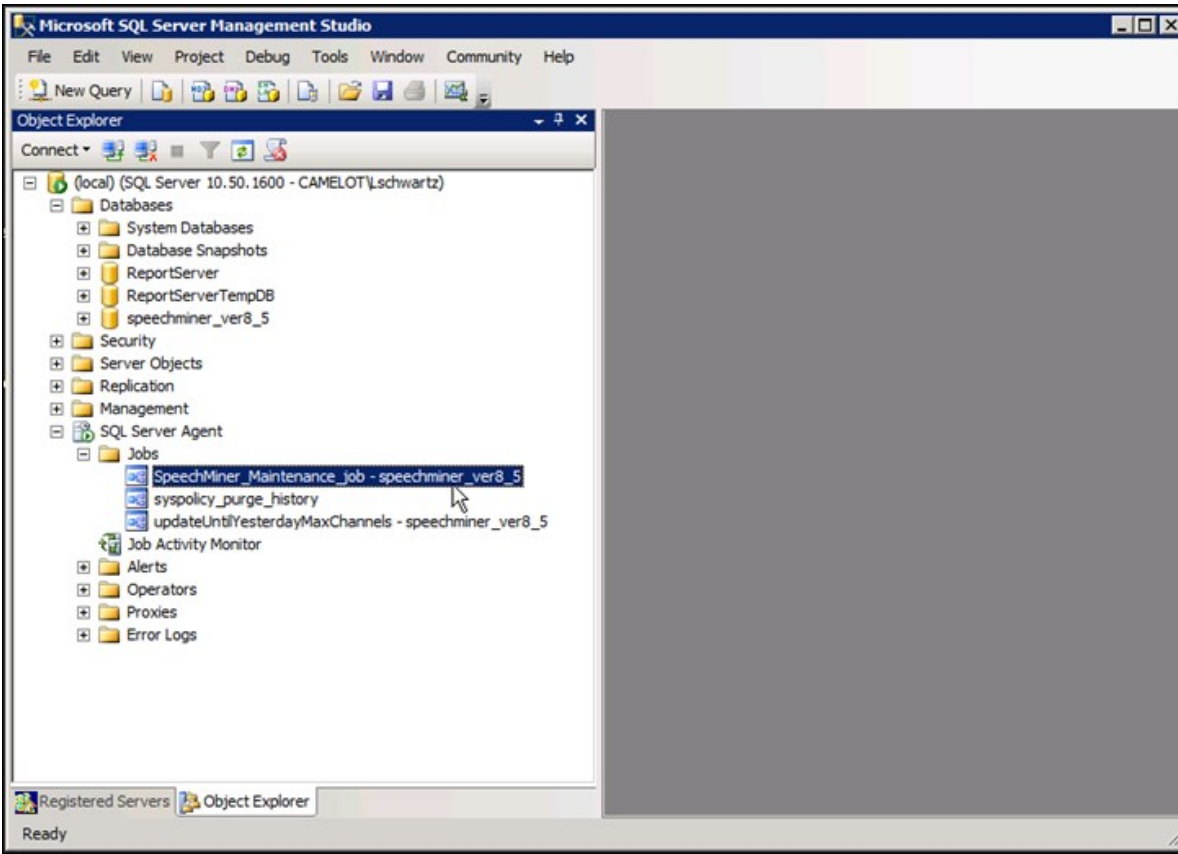 Microsoft SQL Server Management Studio
File Edit View Project Debug Tools Window Community Help
New Query
Object Explorer
Connect
(local) (SQL Server 10.50.1600 - CAMELOT\Lschwartz)
Databases
System Databases
Database Snapshots
ReportServer
ReportServerTempDB
speechminer_ver8_5
Security
Server Objects
Replication
Management
SQL Server Agent
Jobs
SpeechMiner_Maintenance_job - speechminer_ver8_5
syspolicy_purge_history
updateUntilYesterdayMaxChannels - speechminer_ver8_5
Job Activity Monitor
Alerts
Operators
Proxies
Error Logs
Registered Servers Object Explorer
Ready